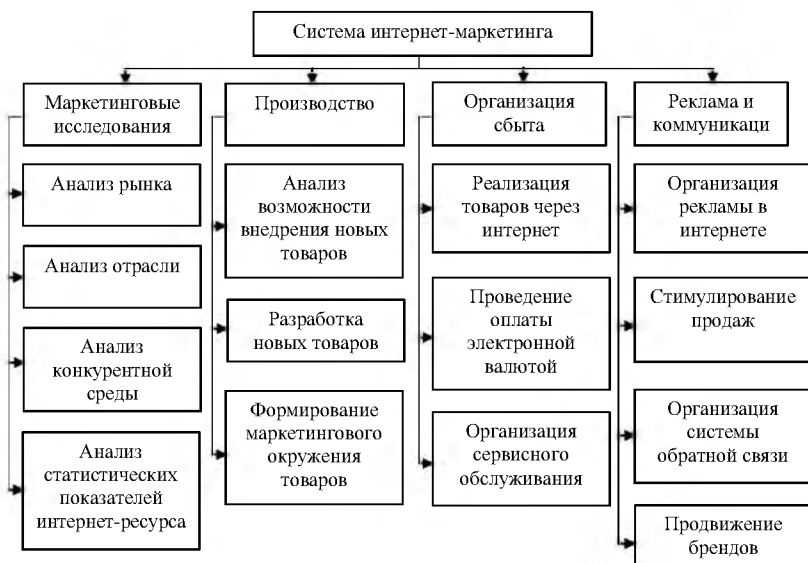 Система интернет-маркетинга
Маркетинговые
исследования
Анализ рынка
Анализ отрасли
Анализ
конкурентной
среды
Анализ
статистических
показателей
интернет-ресурса
Производство
Анализ
возможности
внедрения новых
товаров
Разработка
новых товаров
Формирование
маркетингового
окружения
товаров
Организация
сбыта
Реализация
товаров через
интернет
Проведение
оплаты
электронной
валютой
Организация
сервисного
обслуживания
Реклама и
коммуникаци
Организация
рекламы в
интернете
Стимулирование
продаж
Организация
системы
обратной связи
Продвижение
брендов